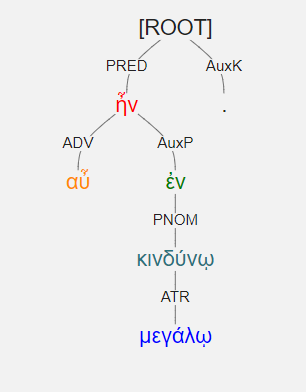 [ROOT]
PRED AuxK
ἦν .
ADV AuxP
αὖ ἐν
PNOM
κινδύνῳ
ATR
μεγάλῳ